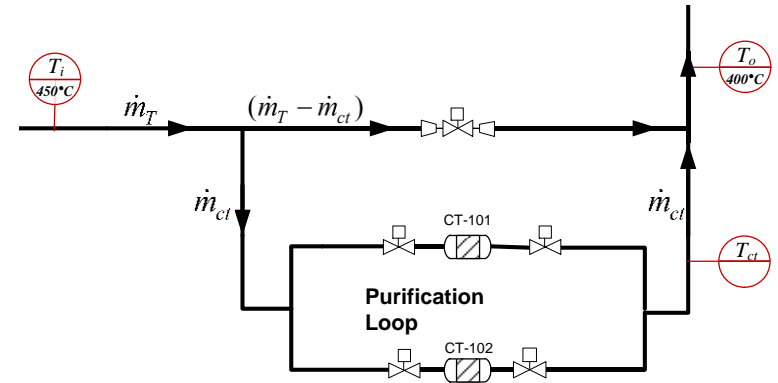 T_i
450°C
ṁ_T
(ṁ_T − ṁ_ct)
T_o
400°C
ṁ_ct
ṁ_ct
CT-101
T_ct
Purification
Loop
CT-102